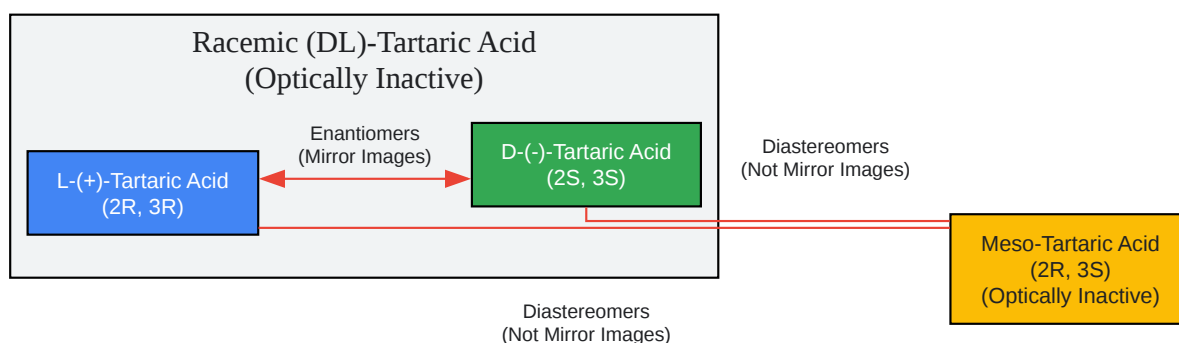 Racemic (DL)-Tartaric Acid
(Optically Inactive)
Enantiomers
(Mirror Images)
L-(+)-Tartaric Acid
(2R, 3R)
D-(-)-Tartaric Acid
(2S, 3S)
Diastereomers
(Not Mirror Images)
Meso-Tartaric Acid
(2R, 3S)
(Optically Inactive)
Diastereomers
(Not Mirror Images)